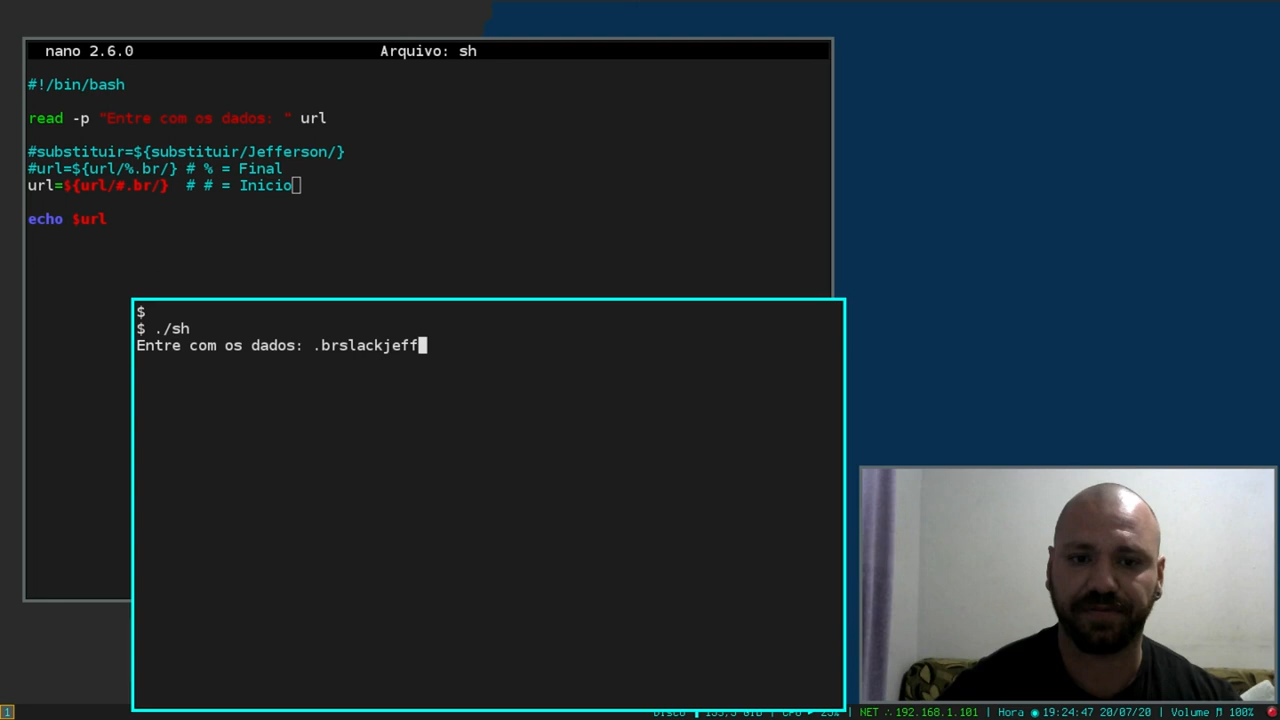 nano 2.6.0 Arquivo: sh
#!/bin/bash
read -p "Entre com os dados: " url
#substituir=${substituir/Jefferson/}
#url=${url/%.br/} # % = Final
url=${url/#.br/} # # = Inicio
echo $url
$
$ ./sh
Entre com os dados: .brslackjeff
1
| NET ∴ 192.168.1.101 | Hora ◉ 19:24:47 20/07/20 | Volume 100%